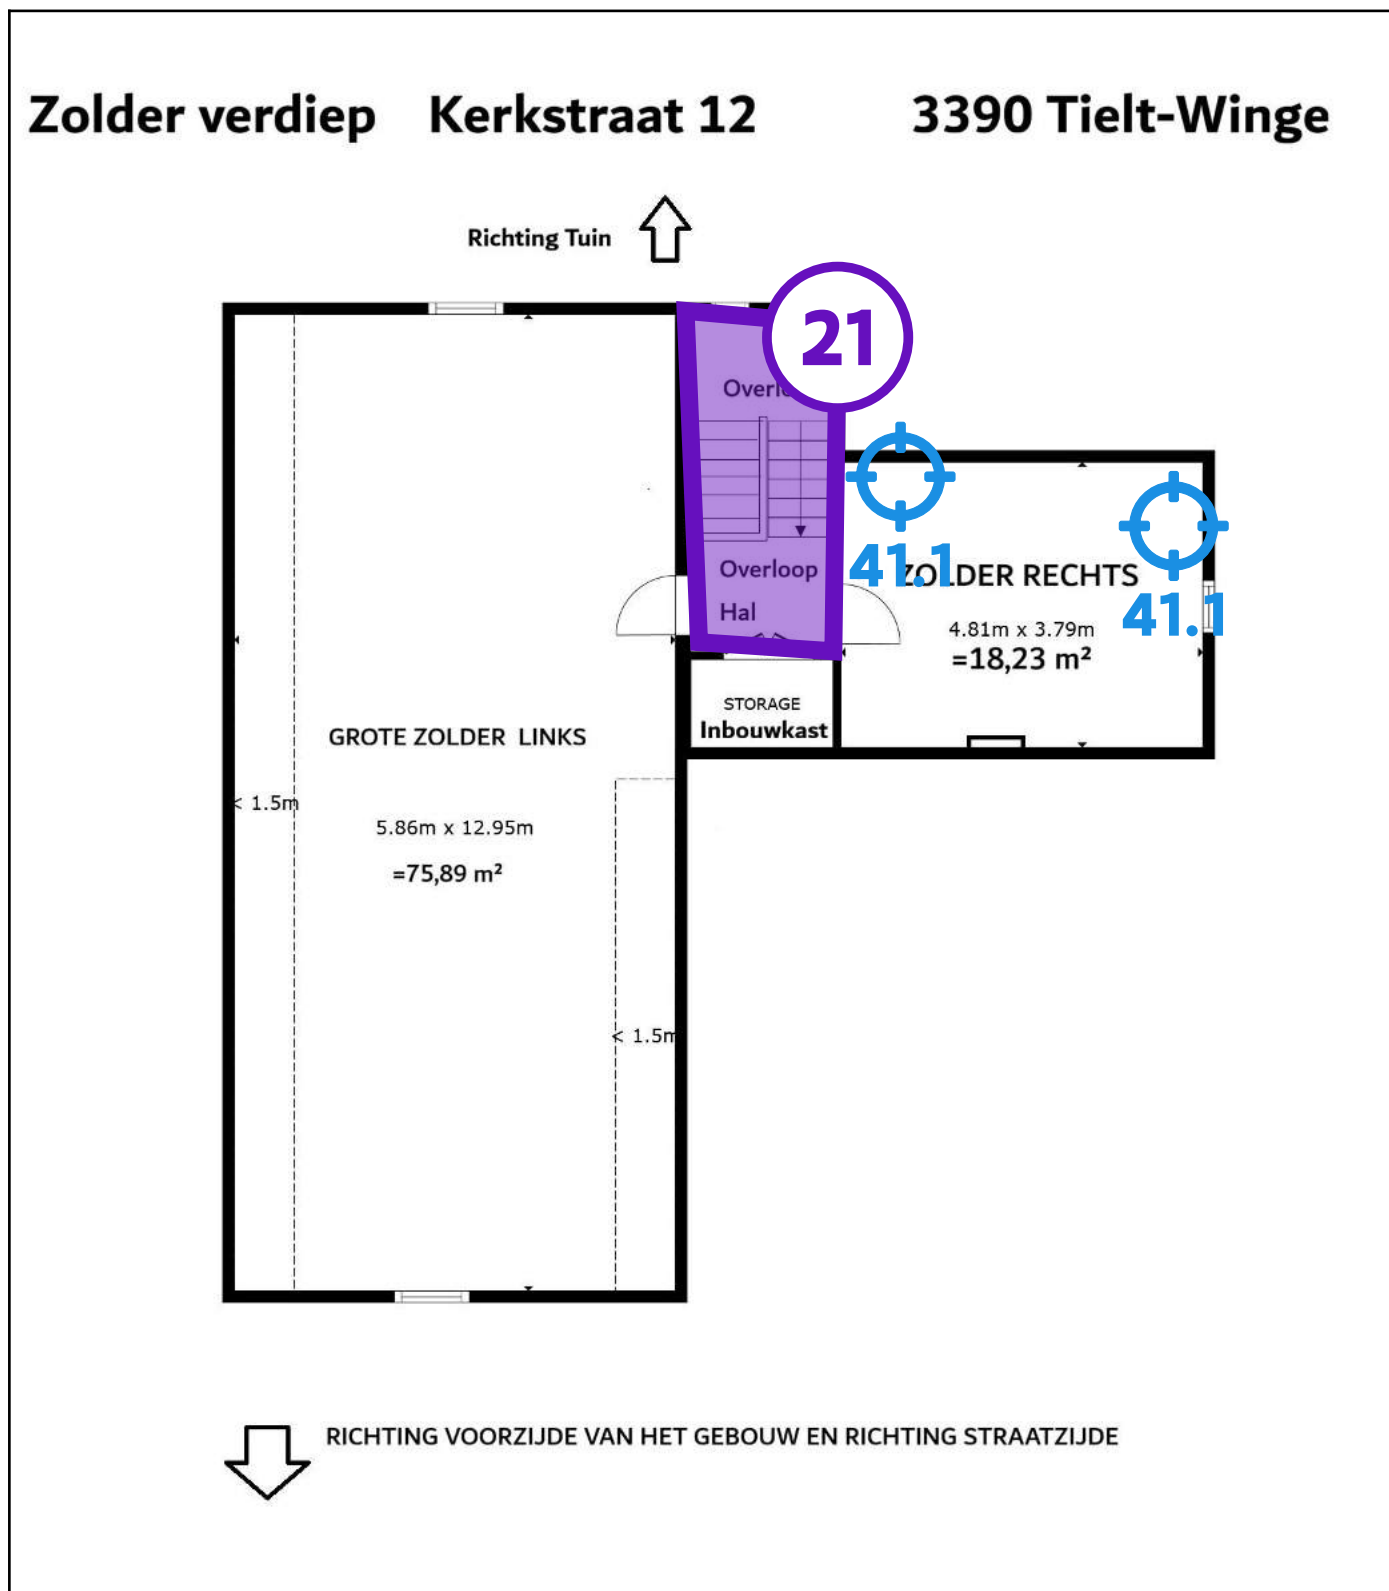 Zolder verdiep Kerkstraat 12 3390 Tielt-Winge
Richting Tuin
21
Overlo
41.1
41.1
Overloop
Hal
ZOLDER RECHTS
4.81m x 3.79m
=18,23 m²
STORAGE
Inbouwkast
GROTE ZOLDER LINKS
< 1.5m
5.86m x 12.95m
=75,89 m²
< 1.5m
RICHTING VOORZIJDE VAN HET GEBOUW EN RICHTING STRAATZIJDE